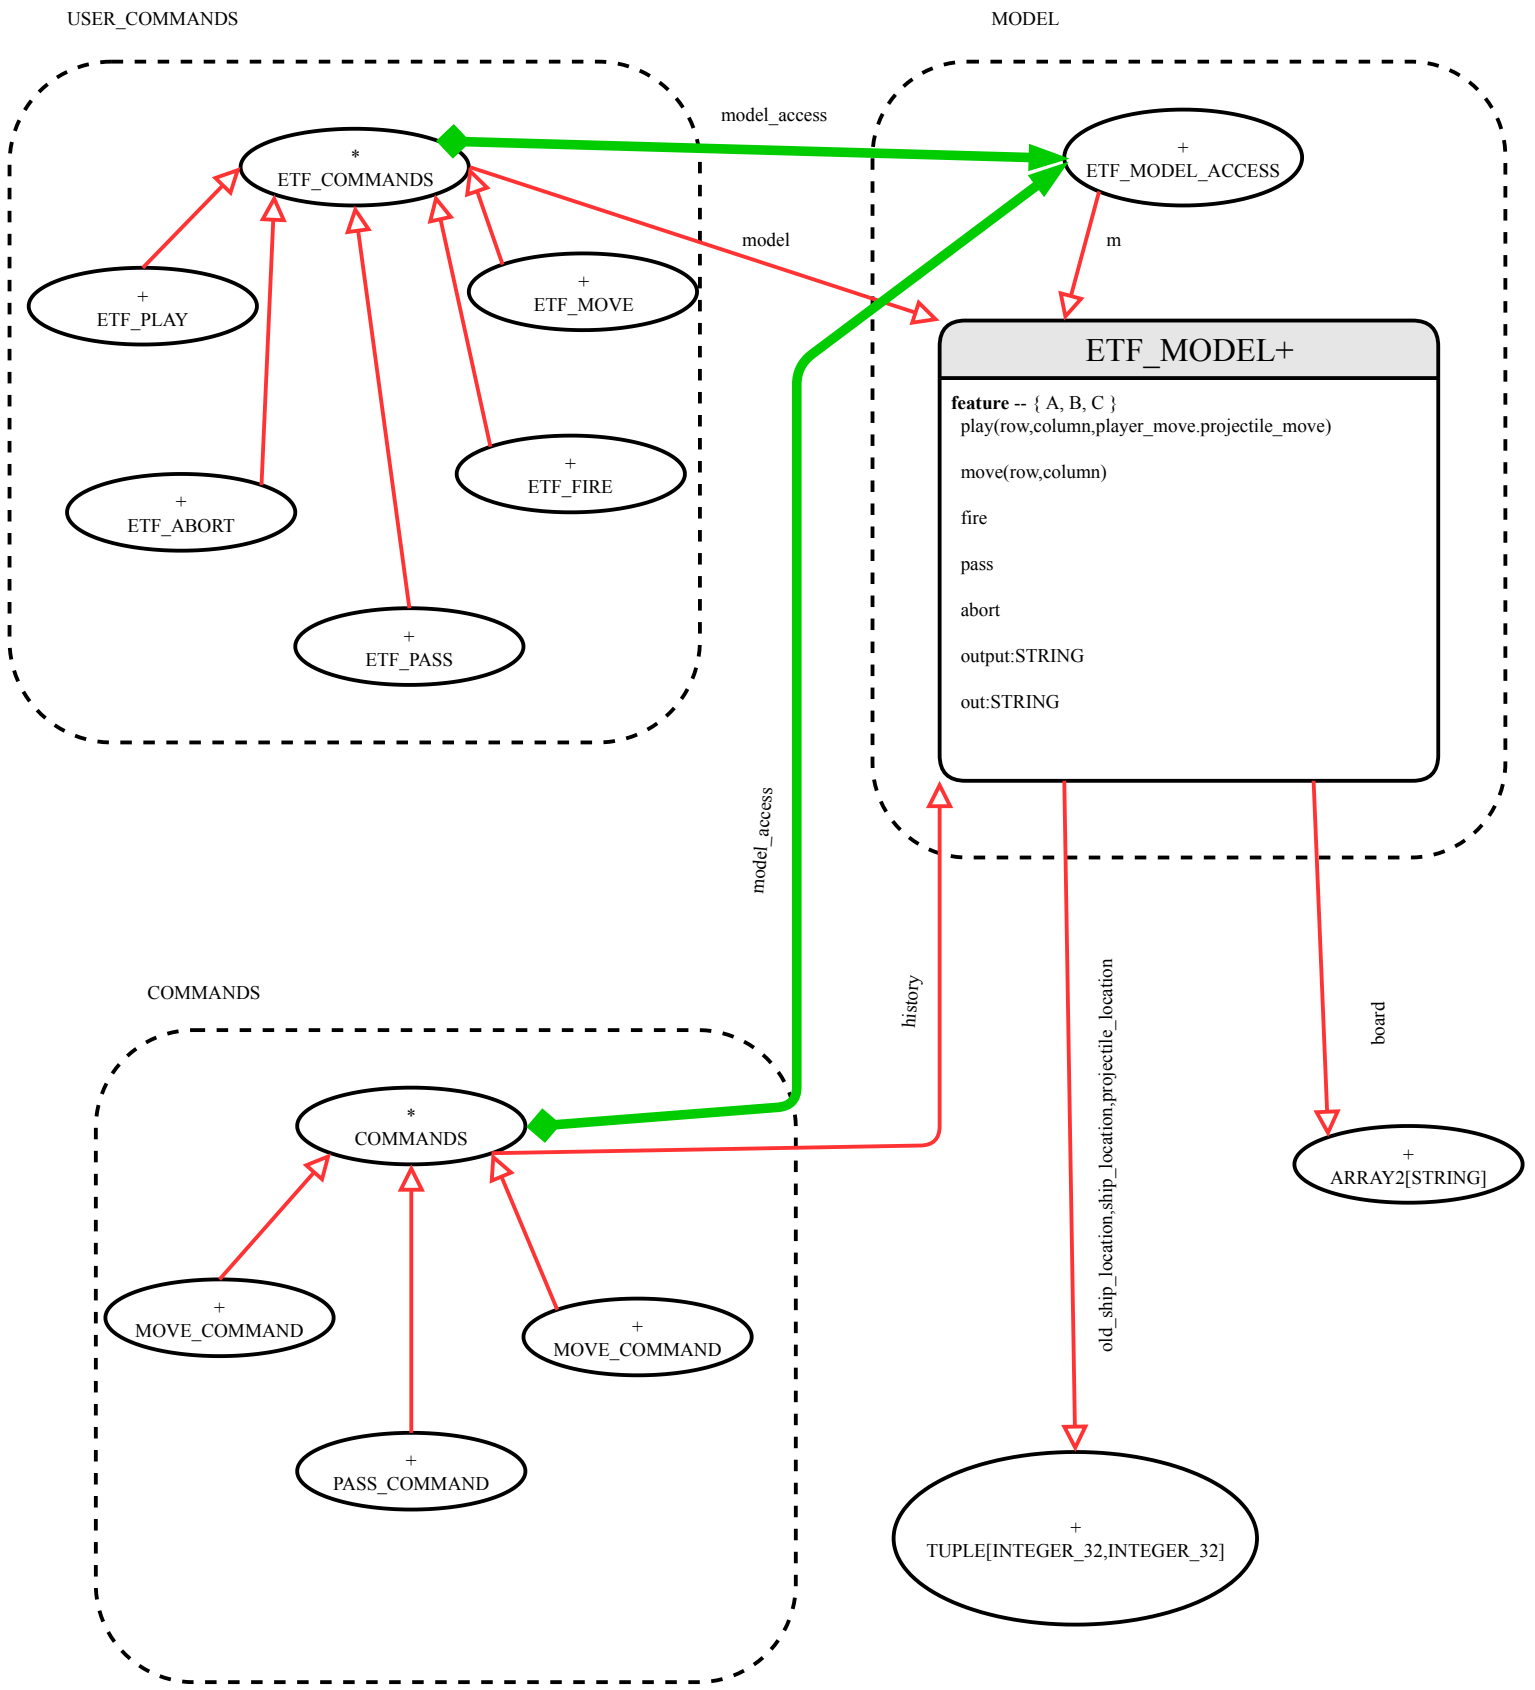 USER_COMMANDS
MODEL
model_access
*
ETF_COMMANDS
+
ETF_MODEL_ACCESS
model
m
+
ETF_PLAY
+
ETF_MOVE
ETF_MODEL+
feature -- { A, B, C }
play(row,column,player_move.projectile_move)
move(row,column)
fire
pass
abort
output:STRING
out:STRING
+
ETF_FIRE
+
ETF_ABORT
+
ETF_PASS
model_access
history
old_ship_location,ship_location,projectile_location
board
COMMANDS
*
COMMANDS
+
ARRAY2[STRING]
+
MOVE_COMMAND
+
MOVE_COMMAND
+
PASS_COMMAND
+
TUPLE[INTEGER_32,INTEGER_32]